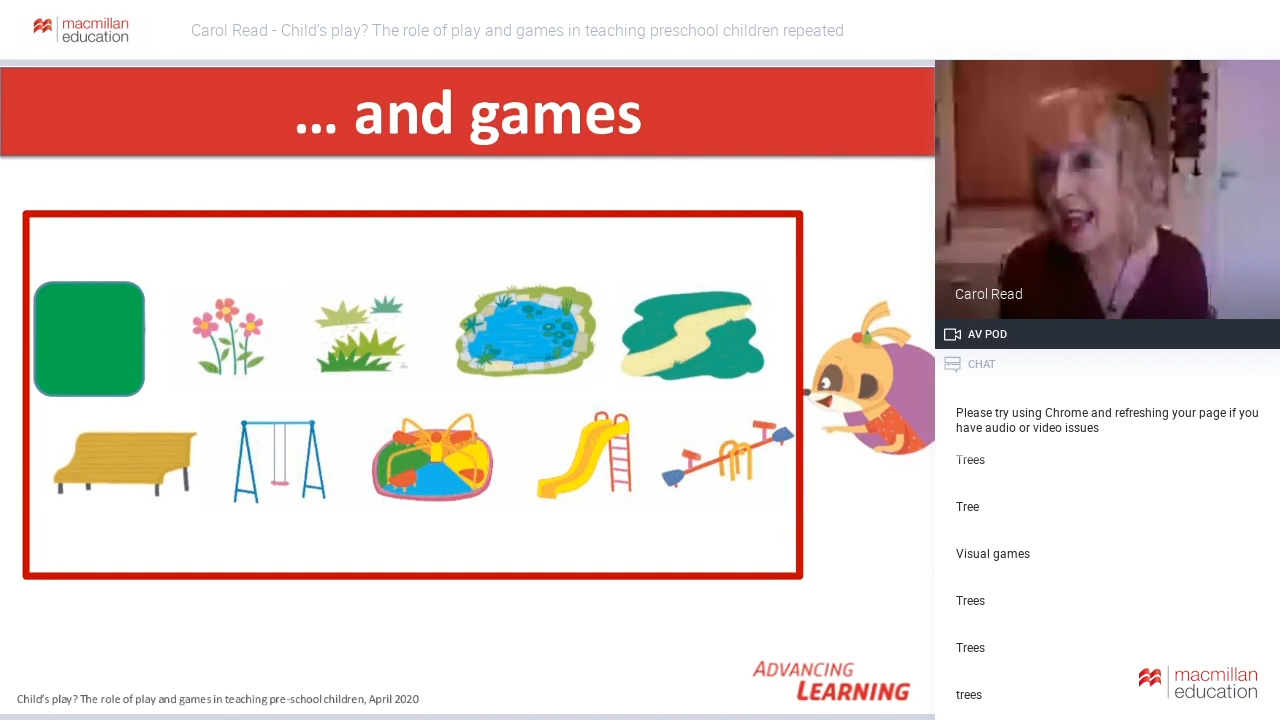 macmillan
education
Carol Read - Child's play? The role of play and games in teaching preschool children repeated
... and games
Carol Read
AV POD
CHAT
Please try using Chrome and refreshing your page if you
have audio or video issues
Trees
Tree
Visual games
Trees
Trees
trees
macmillan
education
ADVANCING
LEARNING
Child's play? The role of play and games in teaching pre-school children, April 2020